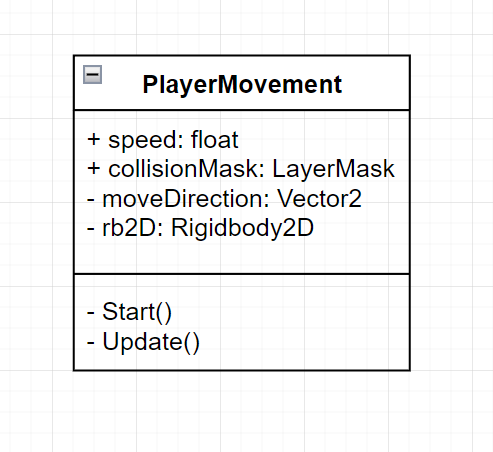 PlayerMovement
+ speed: float
+ collisionMask: LayerMask
- moveDirection: Vector2
- rb2D: Rigidbody2D
- Start()
- Update()